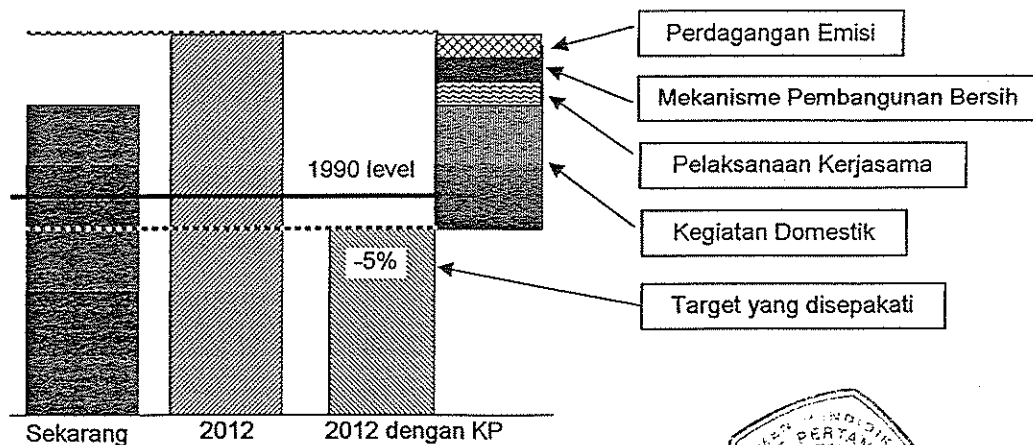 Perdagangan Emisi
Mekanisme Pembangunan Bersih
1990 level
Pelaksanaan Kerjasama
Kegiatan Domestik
-5%
Target yang disepakati
Sekarang
2012
2012 dengan KP